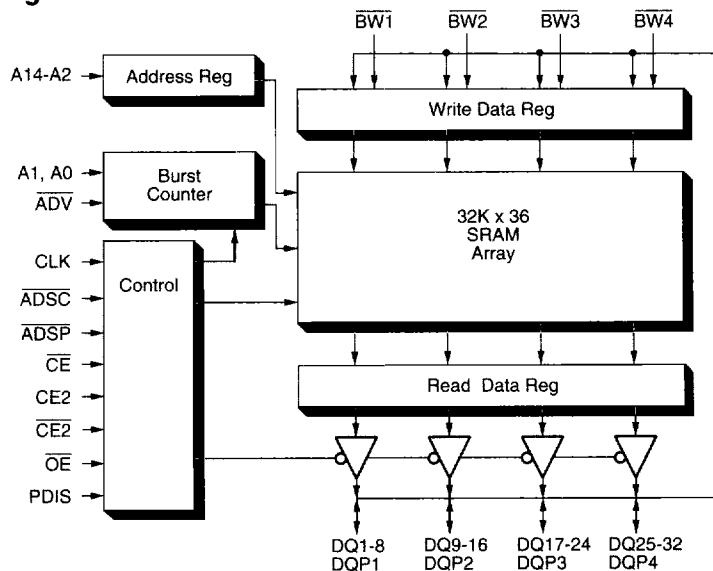 g
BW1 BW2 BW3 BW4
A14-A2
Address Reg
Write Data Reg
A1, A0
ADV
Burst
Counter
32K x 36
SRAM
Array
CLK
ADSC
ADSP
CE
CE2
CE2
OE
PDIS
Control
Read Data Reg
DQ1-8 DQ9-16 DQ17-24 DQ25-32
DQP1 DQP2 DQP3 DQP4